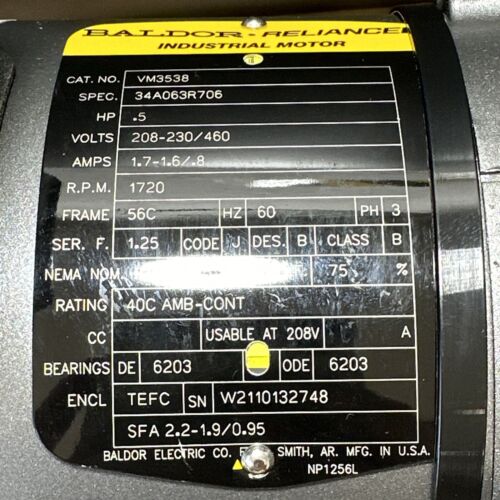 BALDOR · RELIANCER
INDUSTRIAL MOTOR
CAT. NO. VM3538
SPEC. 34A063R706
HP .5
VOLTS 208-230/460
AMPS 1.7-1.6/.8
R.P.M. 1720
FRAME 56C HZ 60 PH 3
SER. F. 1.25 CODE J DES. B CLASS B
NEMA NOM. 75 %
RATING 40C AMB-CONT
CC USABLE AT 208V A
BEARINGS DE 6203 ODE 6203
ENCL TEFC SN W2110132748
SFA 2.2-1.9/0.95
BALDOR ELECTRIC CO. F SMITH, AR. MFG. IN U.S.A.
NP1256L